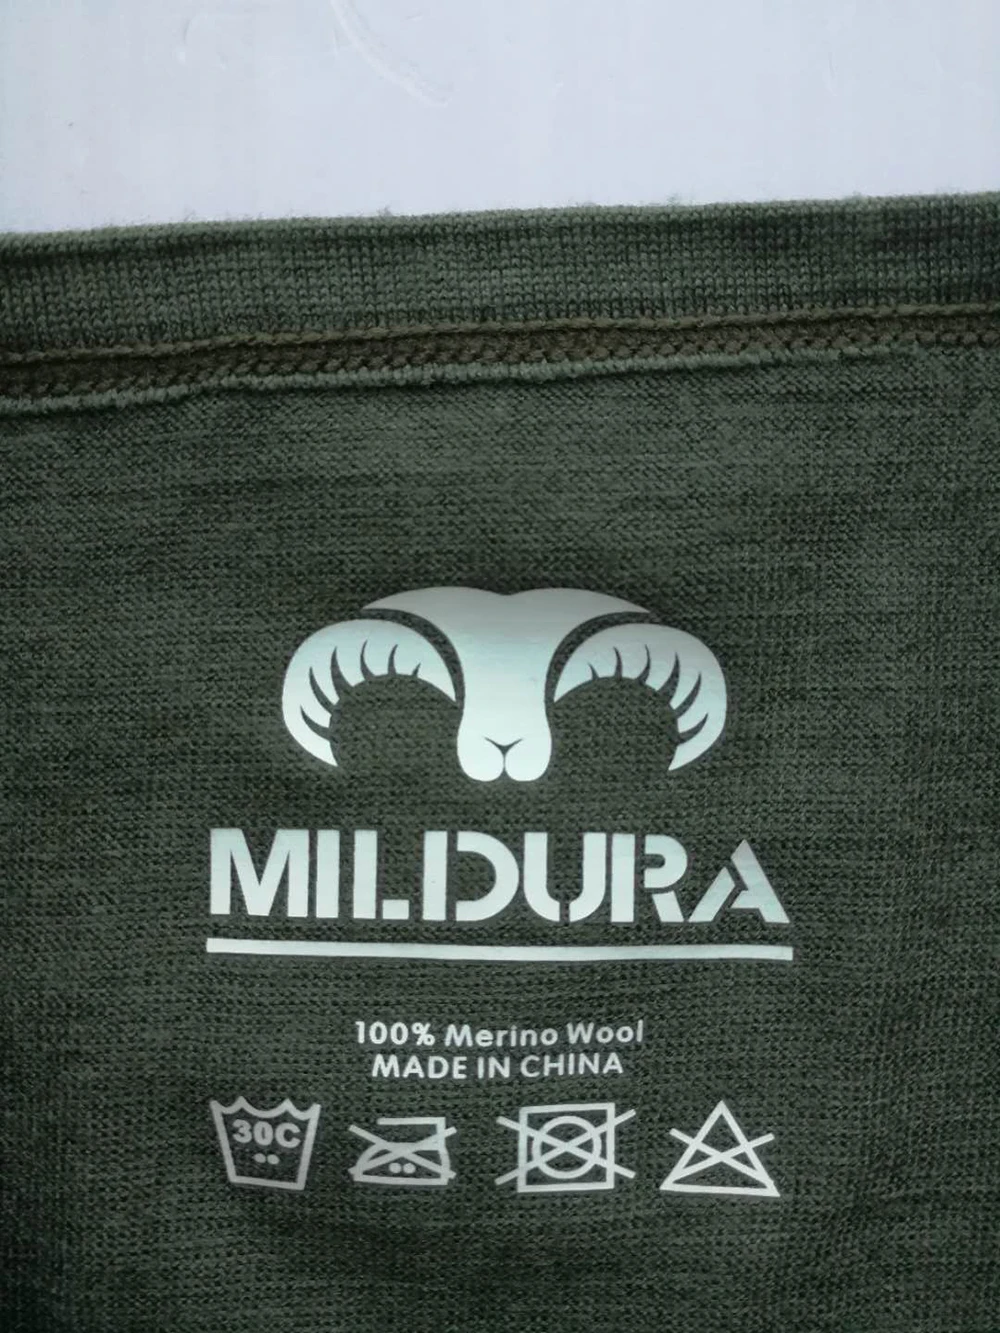 MILDURA
100% Merino Wool
MADE IN CHINA
30C